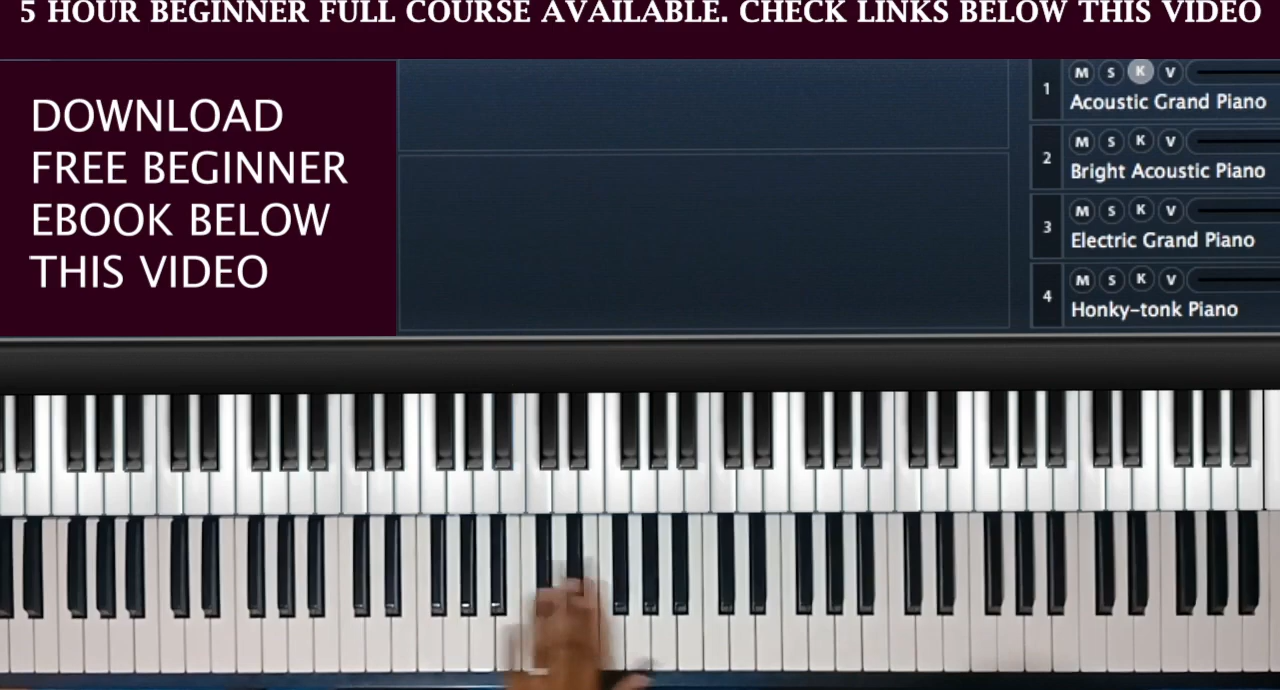 5 HOUR BEGINNER FULL COURSE AVAILABLE. CHECK LINKS BELOW THIS VIDEO
DOWNLOAD
FREE BEGINNER
EBOOK BELOW
THIS VIDEO
1
M S K V
Acoustic Grand Piano
2
M S K V
Bright Acoustic Piano
3
M S K V
Electric Grand Piano
4
M S K V
Honky-tonk Piano